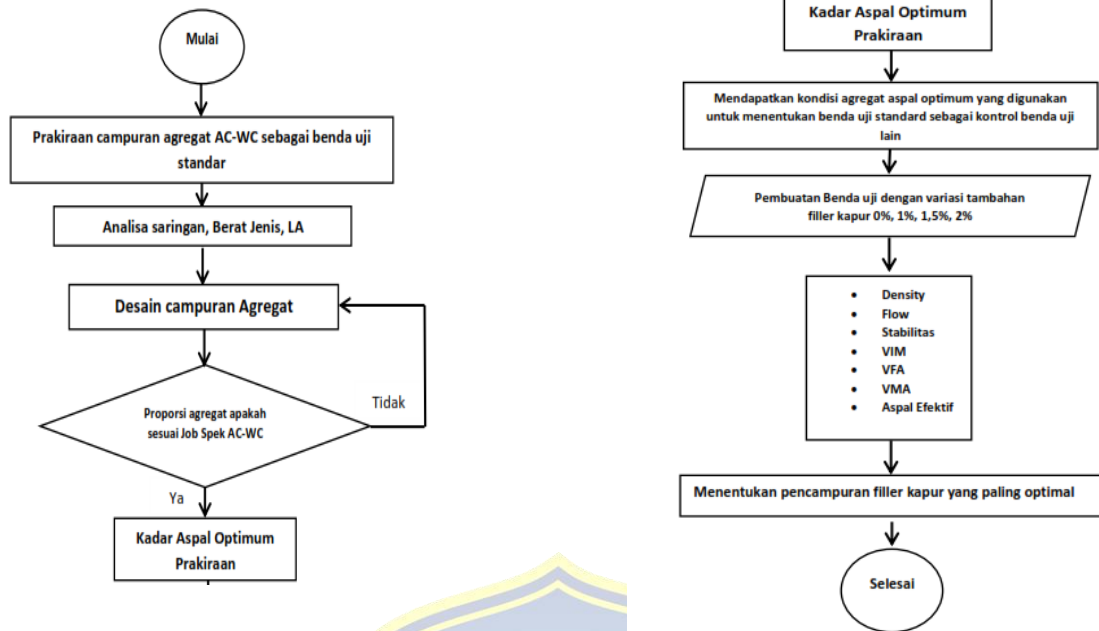 Mulai
Prakiraan campuran agregat AC-WC sebagai benda uji
standar
Analisa saringan, Berat Jenis, LA
Desain campuran Agregat
Proporsi agregat apakah
sesuai Job Spek AC-WC
Tidak
Ya
Kadar Aspal Optimum
Prakiraan
Kadar Aspal Optimum
Prakiraan
Mendapatkan kondisi agregat aspal optimum yang digunakan
untuk menentukan benda uji standard sebagai kontrol benda uji
lain
Pembuatan Benda uji dengan variasi tambahan
filler kapur 0%, 1%, 1,5%, 2%
• Density
• Flow
• Stabilitas
• VIM
• VFA
• VMA
• Aspal Efektif
Menentukan pencampuran filler kapur yang paling optimal
Selesai